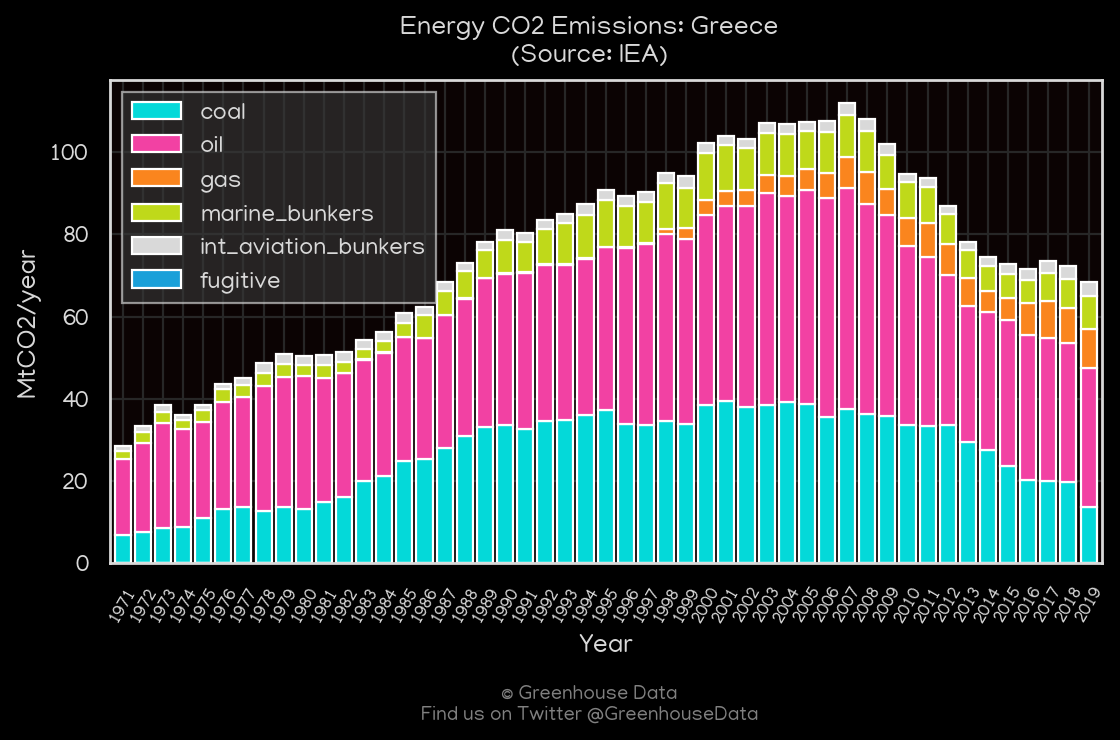 Energy CO2 Emissions: Greece
(Source: IEA)
coal
oil
gas
marine_bunkers
int_aviation_bunkers
fugitive
MtCO2/year
100
80
60
40
20
0
1971 1972 1973 1974 1975 1976 1977 1978 1979 1980 1981 1982 1983 1984 1985 1986 1987 1988 1989 1990 1991 1992 1993 1994 1995 1996 1997 1998 1999 2000 2001 2002 2003 2004 2005 2006 2007 2008 2009 2010 2011 2012 2013 2014 2015 2016 2017 2018 2019
Year
© Greenhouse Data
Find us on Twitter @GreenhouseData